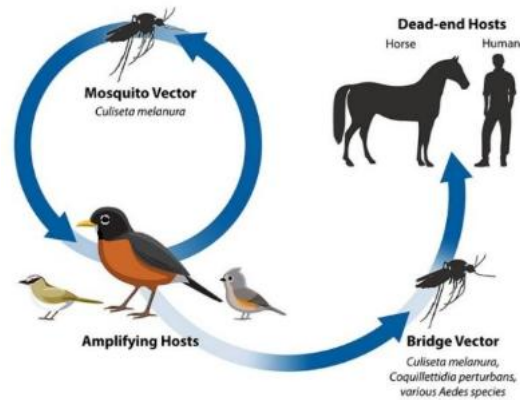 Mosquito Vector
Culiseta melanura
Dead-end Hosts
Horse
Human
Amplifying Hosts
Bridge Vector
Culiseta melanura,
Coquillettidia perturbans,
various Aedes species